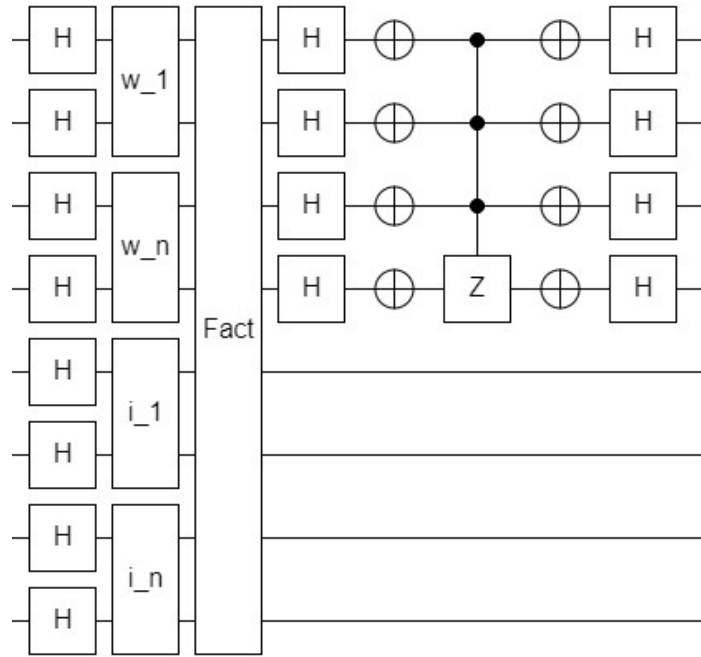 H w_1 H H
H H H
H w_n H H
H H Z H
Fact
H i_1
H
H i_n
H